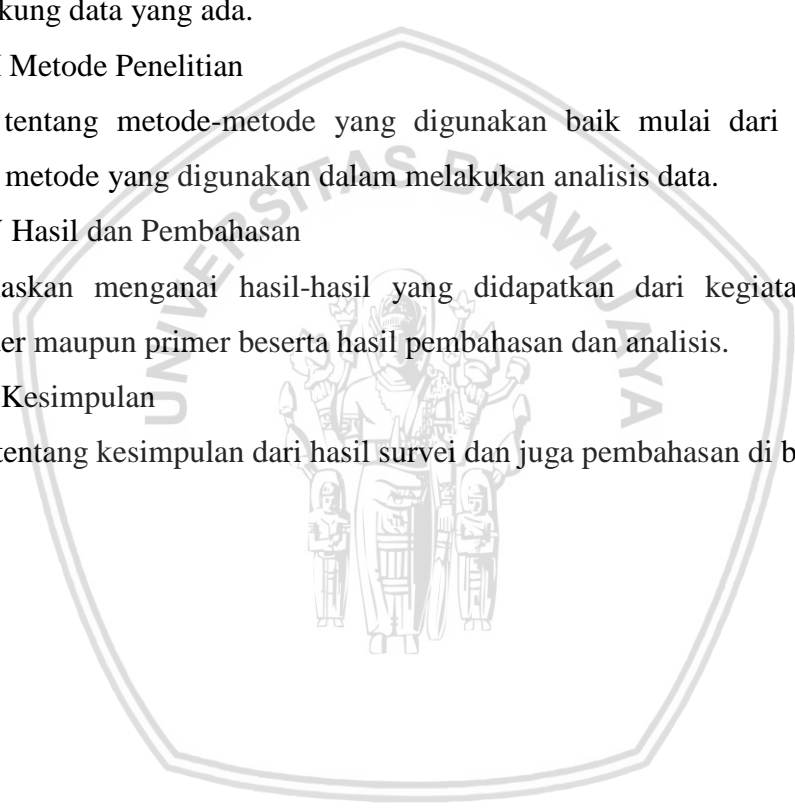 kung data yang ada.
Metode Penelitian
tentang metode-metode yang digunakan baik mulai dari
metode yang digunakan dalam melakukan analisis data.
Hasil dan Pembahasan
askan menganai hasil-hasil yang didapatkan dari kegiata
er maupun primer beserta hasil pembahasan dan analisis.
Kesimpulan
tentang kesimpulan dari hasil survei dan juga pembahasan di b
UNIVERSITAS BRAWIJAYA